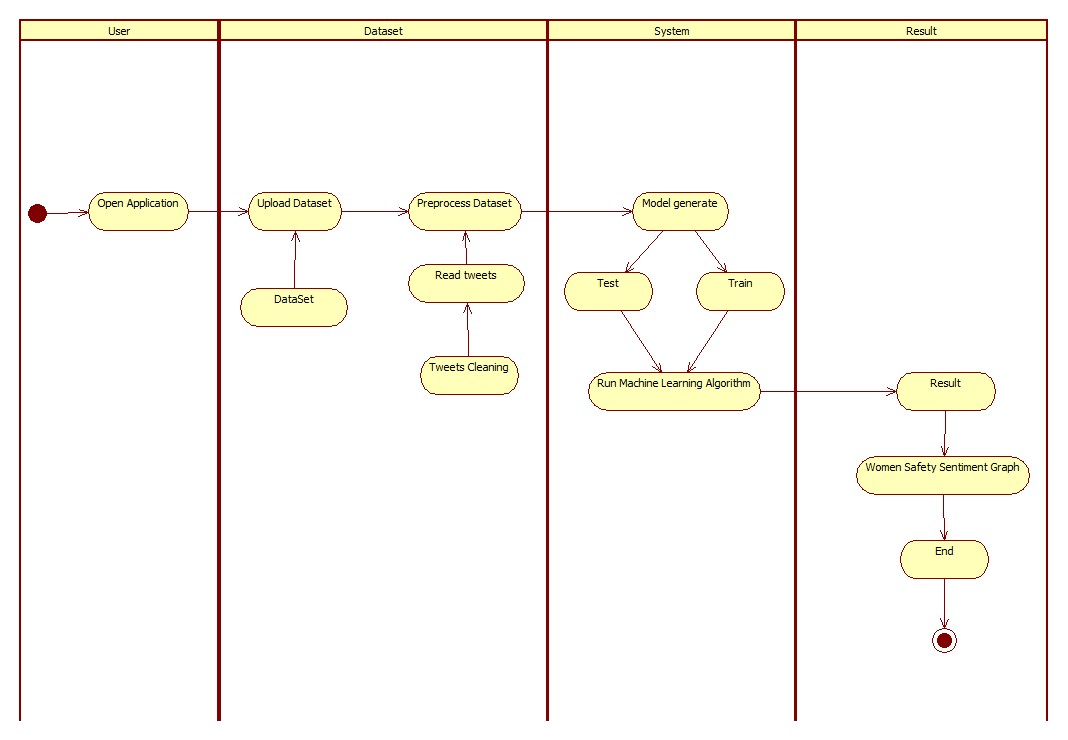 User
Dataset
System
Result
Open Application
Upload Dataset
Preprocess Dataset
Model generate
Read tweets
Test
Train
DataSet
Tweets Cleaning
Run Machine Learning Algorithm
Result
Women Safety Sentiment Graph
End